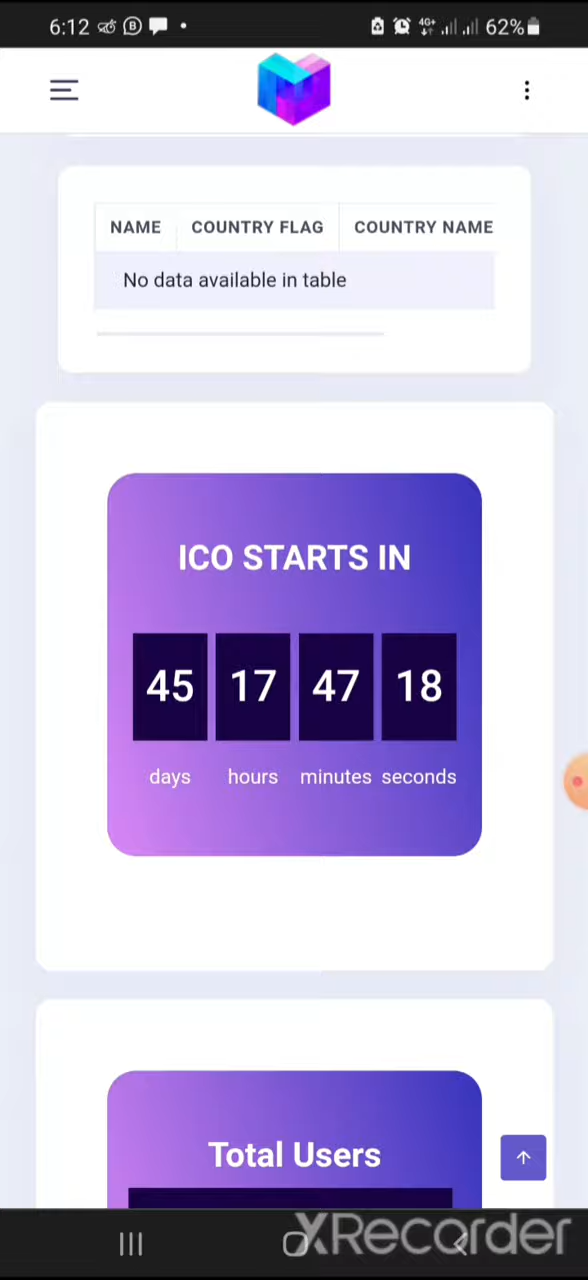 6:12 62%
4G+
NAME COUNTRY FLAG COUNTRY NAME
No data available in table
ICO STARTS IN
45 17 47 18
days hours minutes seconds
Total Users
XRecorder